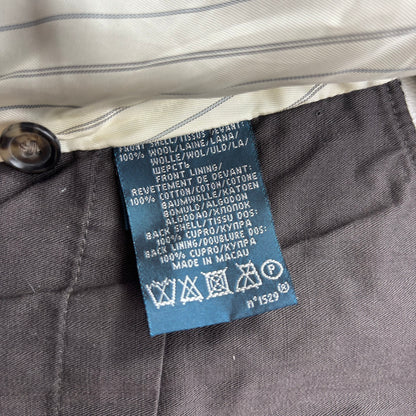 FRONT SHELL/TISSUS DEVANT:
100% WOOL/LAINE/LANA/
WOLLE/WOL/ULD/LA/
ШЕРСТЬ
FRONT LINING/
REVETEMENT DE DEVANT:
100% COTTON/COTON/COTONE
BAUMWOLLE/KATOEN
BOMULD/ALGODON
ALGODAO/ХЛОПОК
BACK SHELL/TISSU DOS:
100% CUPRO/КУПРА
BACK LINING/DOUBLURE DOS:
100% CUPRO/КУПРА
MADE IN MACAU
P
n°1529 (R)